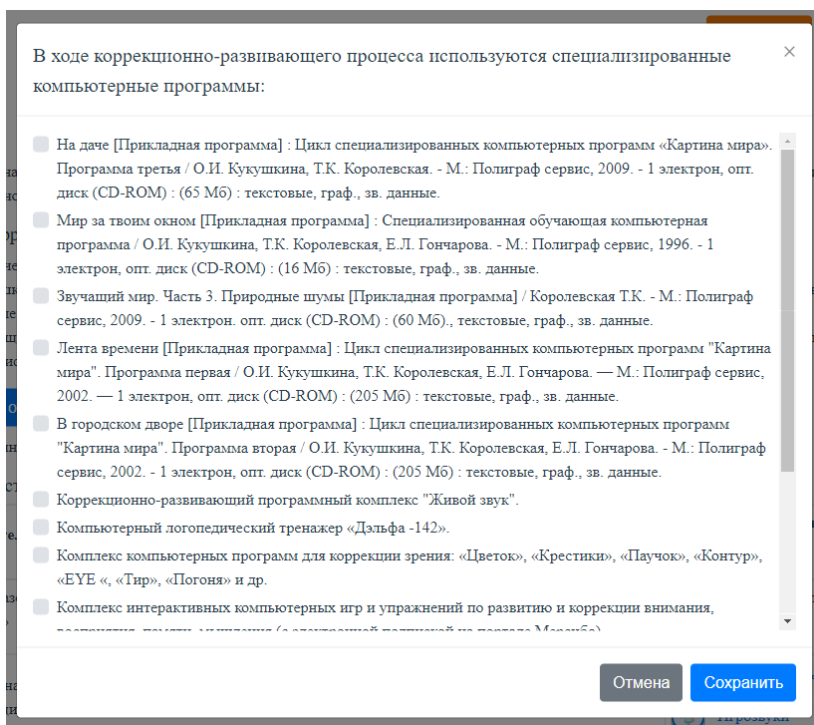 В ходе коррекционно-развивающего процесса используются специализированные
компьютерные программы:
×
На даче [Прикладная программа] : Цикл специализированных компьютерных программ «Картина мира».
Программа третья / О.И. Кукушкина, Т.К. Королевская. - М.: Полиграф сервис, 2009. - 1 электрон, опт.
диск (CD-ROM) : (65 Мб) : текстовые, граф., зв. данные.
Мир за твоим окном [Прикладная программа] : Специализированная обучающая компьютерная
программа / О.И. Кукушкина, Т.К. Королевская, Е.Л. Гончарова. - М.: Полиграф сервис, 1996. - 1
электрон, опт. диск (CD-ROM) : (16 Мб) : текстовые, граф., зв. данные.
Звучащий мир. Часть 3. Природные шумы [Прикладная программа] / Королевская Т.К. - М.: Полиграф
сервис, 2009. - 1 электрон. опт. диск (CD-ROM) : (60 Мб)., текстовые, граф., зв. данные.
Лента времени [Прикладная программа] : Цикл специализированных компьютерных программ "Картина
мира". Программа первая / О.И. Кукушкина, Т.К. Королевская, Е.Л. Гончарова. — М.: Полиграф сервис,
2002. — 1 электрон, опт. диск (CD-ROM) : (205 Мб) : текстовые, граф., зв. данные.
В городском дворе [Прикладная программа] : Цикл специализированных компьютерных программ
"Картина мира". Программа вторая / О.И. Кукушкина, Т.К. Королевская, Е.Л. Гончарова. - М.: Полиграф
сервис, 2002. - 1 электрон, опт. диск (CD-ROM) : (205 Мб) : текстовые, граф., зв. данные.
Коррекционно-развивающий программный комплекс "Живой звук".
Компьютерный логопедический тренажер «Дэльфа -142».
Комплекс компьютерных программ для коррекции зрения: «Цветок», «Крестики», «Паучок», «Контур»,
«EYE «, «Тир», «Погоня» и др.
Комплекс интерактивных компьютерных игр и упражнений по развитию и коррекции внимания,
восприятия, памяти, мышления (с электронной подпиской на портале Мерсибо)
Отмена
Сохранить
Игрозвуки